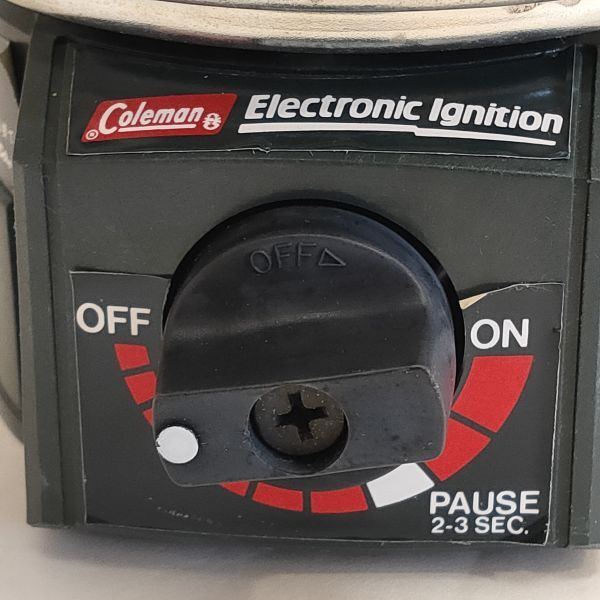 Coleman
Electronic Ignition
OFF△
OFF
ON
PAUSE
2-3 SEC.